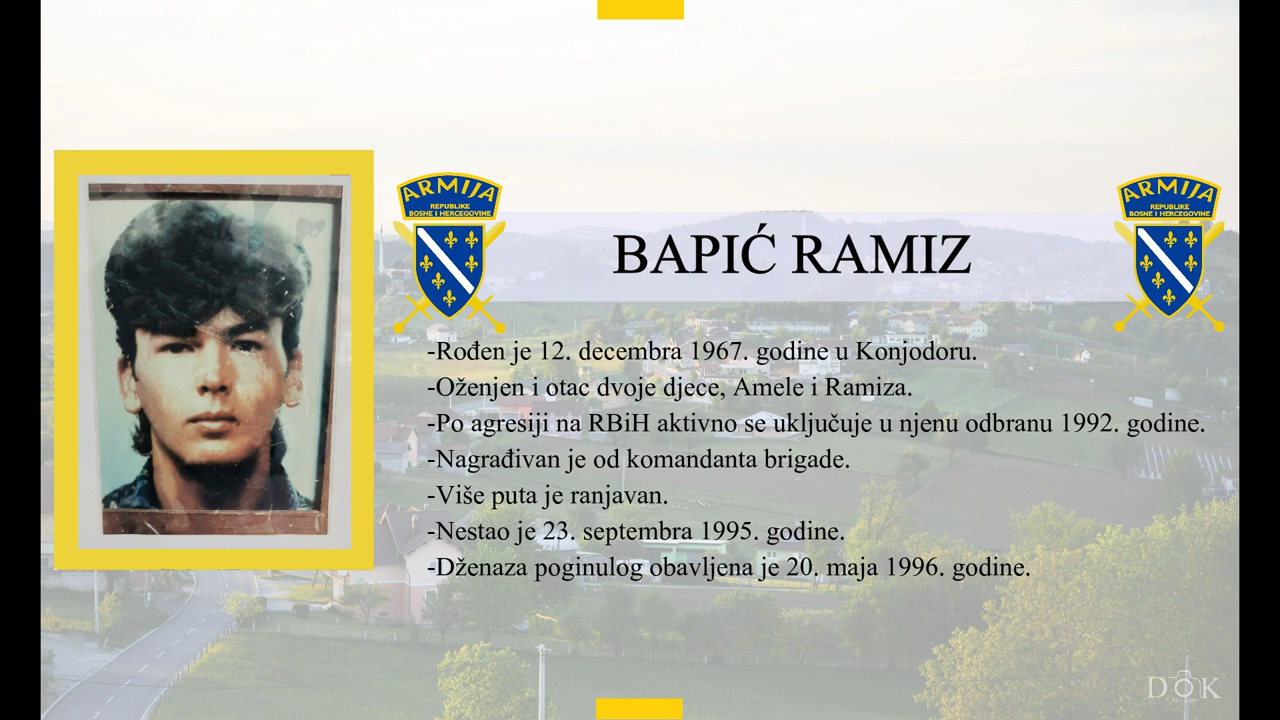 ARMIJA
REPUBLIKE
BOSNE I HERCEGOVINE
ARMIJA
REPUBLIKE
BOSNE I HERCEGOVINE
BAPIĆ RAMIZ
-Rođen je 12. decembra 1967. godine u Konjodoru.
-Oženjen i otac dvoje djece, Amele i Ramiza.
-Po agresiji na RBiH aktivno se uključuje u njenu odbranu 1992. godine.
-Nagrađivan je od komandanta brigade.
-Više puta je ranjavan.
-Nestao je 23. septembra 1995. godine.
-Dženaza poginulog obavljena je 20. maja 1996. godine.
DOK